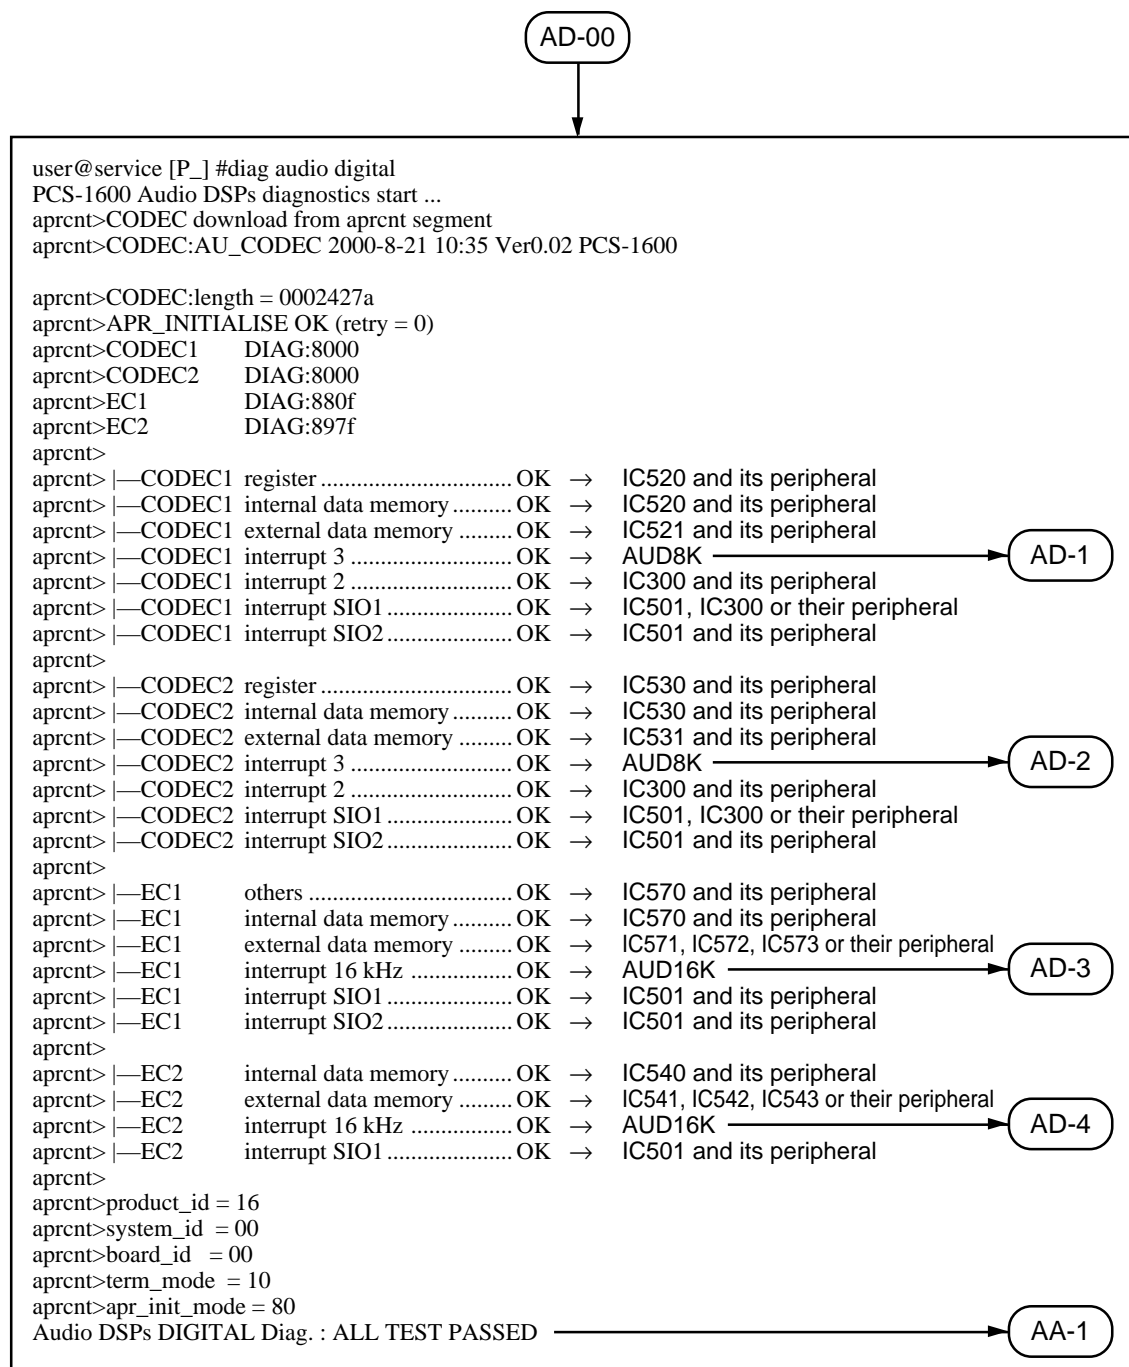 AD-00
user@service [P_] #diag audio digital
PCS-1600 Audio DSPs diagnostics start ...
aprcnt>CODEC download from aprcnt segment
aprcnt>CODEC:AU_CODEC 2000-8-21 10:35 Ver0.02 PCS-1600
aprcnt>CODEC:length = 0002427a
aprcnt>APR_INITIALISE OK (retry = 0)
aprcnt>CODEC1 DIAG:8000
aprcnt>CODEC2 DIAG:8000
aprcnt>EC1 DIAG:880f
aprcnt>EC2 DIAG:897f
aprcnt>
aprcnt> |—CODEC1 register ................................ OK → IC520 and its peripheral
aprcnt> |—CODEC1 internal data memory .......... OK → IC520 and its peripheral
aprcnt> |—CODEC1 external data memory ......... OK → IC521 and its peripheral
aprcnt> |—CODEC1 interrupt 3 ........................... OK → AUD8K AD-1
aprcnt> |—CODEC1 interrupt 2 ........................... OK → IC300 and its peripheral
aprcnt> |—CODEC1 interrupt SIO1 ..................... OK → IC501, IC300 or their peripheral
aprcnt> |—CODEC1 interrupt SIO2 ..................... OK → IC501 and its peripheral
aprcnt>
aprcnt> |—CODEC2 register ................................ OK → IC530 and its peripheral
aprcnt> |—CODEC2 internal data memory .......... OK → IC530 and its peripheral
aprcnt> |—CODEC2 external data memory ......... OK → IC531 and its peripheral
aprcnt> |—CODEC2 interrupt 3 ........................... OK → AUD8K AD-2
aprcnt> |—CODEC2 interrupt 2 ........................... OK → IC300 and its peripheral
aprcnt> |—CODEC2 interrupt SIO1 ..................... OK → IC501, IC300 or their peripheral
aprcnt> |—CODEC2 interrupt SIO2 ..................... OK → IC501 and its peripheral
aprcnt>
aprcnt> |—EC1 others .................................. OK → IC570 and its peripheral
aprcnt> |—EC1 internal data memory .......... OK → IC570 and its peripheral
aprcnt> |—EC1 external data memory ......... OK → IC571, IC572, IC573 or their peripheral
aprcnt> |—EC1 interrupt 16 kHz ................. OK → AUD16K AD-3
aprcnt> |—EC1 interrupt SIO1 ..................... OK → IC501 and its peripheral
aprcnt> |—EC1 interrupt SIO2 ..................... OK → IC501 and its peripheral
aprcnt>
aprcnt> |—EC2 internal data memory .......... OK → IC540 and its peripheral
aprcnt> |—EC2 external data memory ......... OK → IC541, IC542, IC543 or their peripheral
aprcnt> |—EC2 interrupt 16 kHz ................. OK → AUD16K AD-4
aprcnt> |—EC2 interrupt SIO1 ..................... OK → IC501 and its peripheral
aprcnt>
aprcnt>product_id = 16
aprcnt>system_id = 00
aprcnt>board_id = 00
aprcnt>term_mode = 10
aprcnt>apr_init_mode = 80
Audio DSPs DIGITAL Diag. : ALL TEST PASSED AA-1